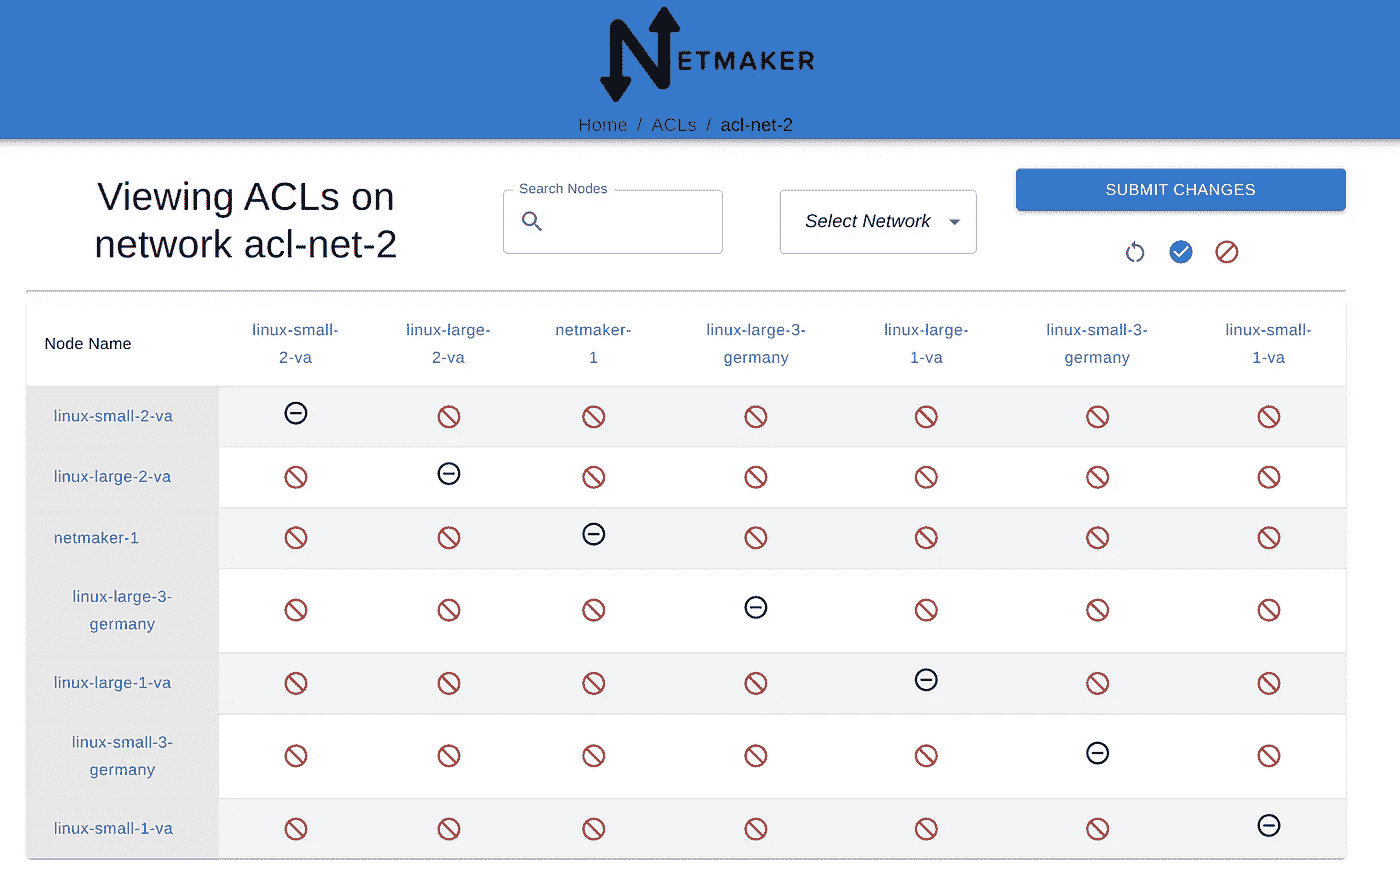 NETMAKER
Home / ACLs / acl-net-2
Viewing ACLs on
network acl-net-2
Search Nodes
Select Network
SUBMIT CHANGES
Node Name
linux-small-
2-va
linux-large-
2-va
netmaker-
1
linux-large-3-
germany
linux-large-
1-va
linux-small-3-
germany
linux-small-
1-va
linux-small-2-va
linux-large-2-va
netmaker-1
linux-large-3-
germany
linux-large-1-va
linux-small-3-
germany
linux-small-1-va